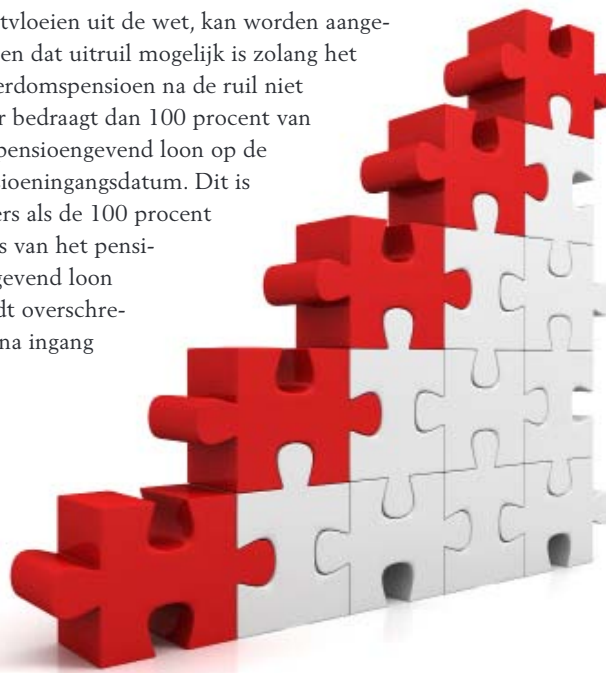 tvloeien uit de wet, kan worden aange-
en dat uitruil mogelijk is zolang het
erdomspensioen na de ruil niet
r bedraagt dan 100 procent van
pensioengevend loon op de
sioeningangsdatum. Dit is
ers als de 100 procent
s van het pensi-
gevend loon
dt overschre-
na ingang